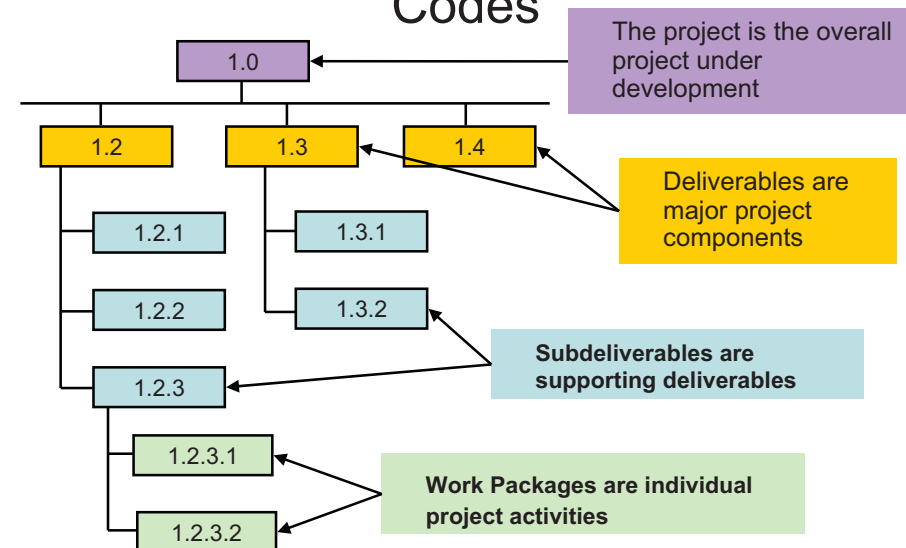 Codes
The project is the overall
project under
development
1.0
1.2
1.3
1.4
Deliverables are
major project
components
1.2.1
1.3.1
1.2.2
1.3.2
Subdeliverables are
supporting deliverables
1.2.3
1.2.3.1
Work Packages are individual
project activities
1.2.3.2